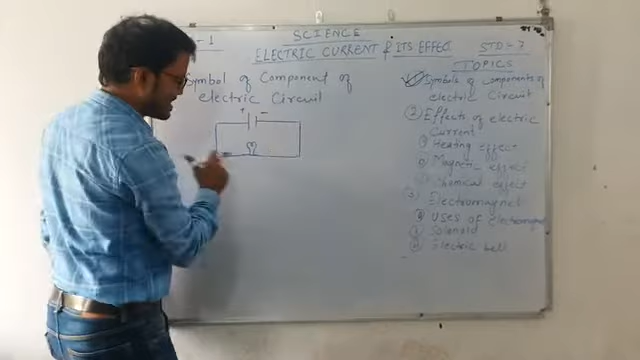 - 1
SCIENCE
ELECTRIC CURRENT & ITS EFFECT
STD:- 7
Symbol of Component of
electric Circuit
+ -
TOPICS
Symbols of components of
electric Circuit
② Effects of electric
Current
Heating effect
Magnetic effect
Chemical effect
Electromagnet
Uses of electromagnet
Solenoid
Electric bell